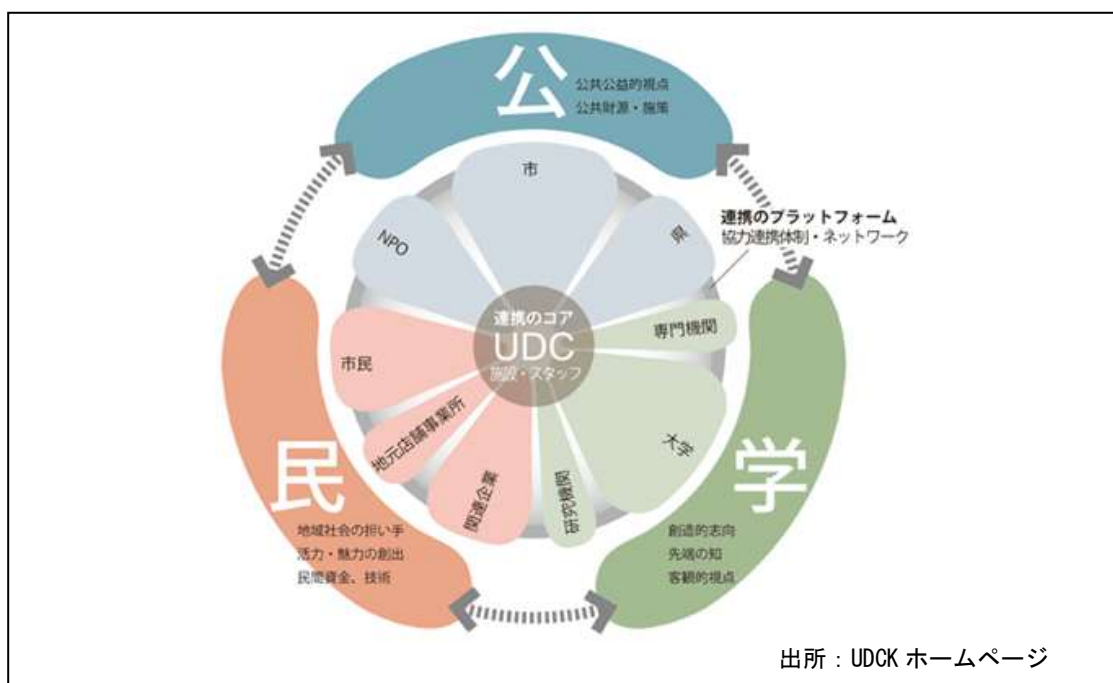 公
公共公益的視点
公共財源・施策
市
NPO
県
連携のプラットフォーム
協力連携体制・ネットワーク
連携のコア
UDC
施設・スタッフ
専門機関
市民
地元店舗事業所
関連企業
研究機関
大学
民
地域社会の担い手
活力・魅力の創出
民間資金、技術
学
創造的志向
先端の知
客観的視点
出所：UDCK ホームページ